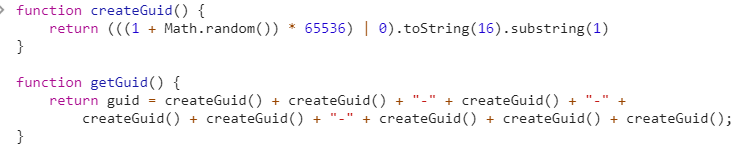 function createGuid() {
    return (((1 + Math.random()) * 65536) | 0).toString(16).substring(1)
}

function getGuid() {
    return guid = createGuid() + createGuid() + "-" + createGuid() + "-" +
        createGuid() + createGuid() + "-" + createGuid() + createGuid() + createGuid();
}